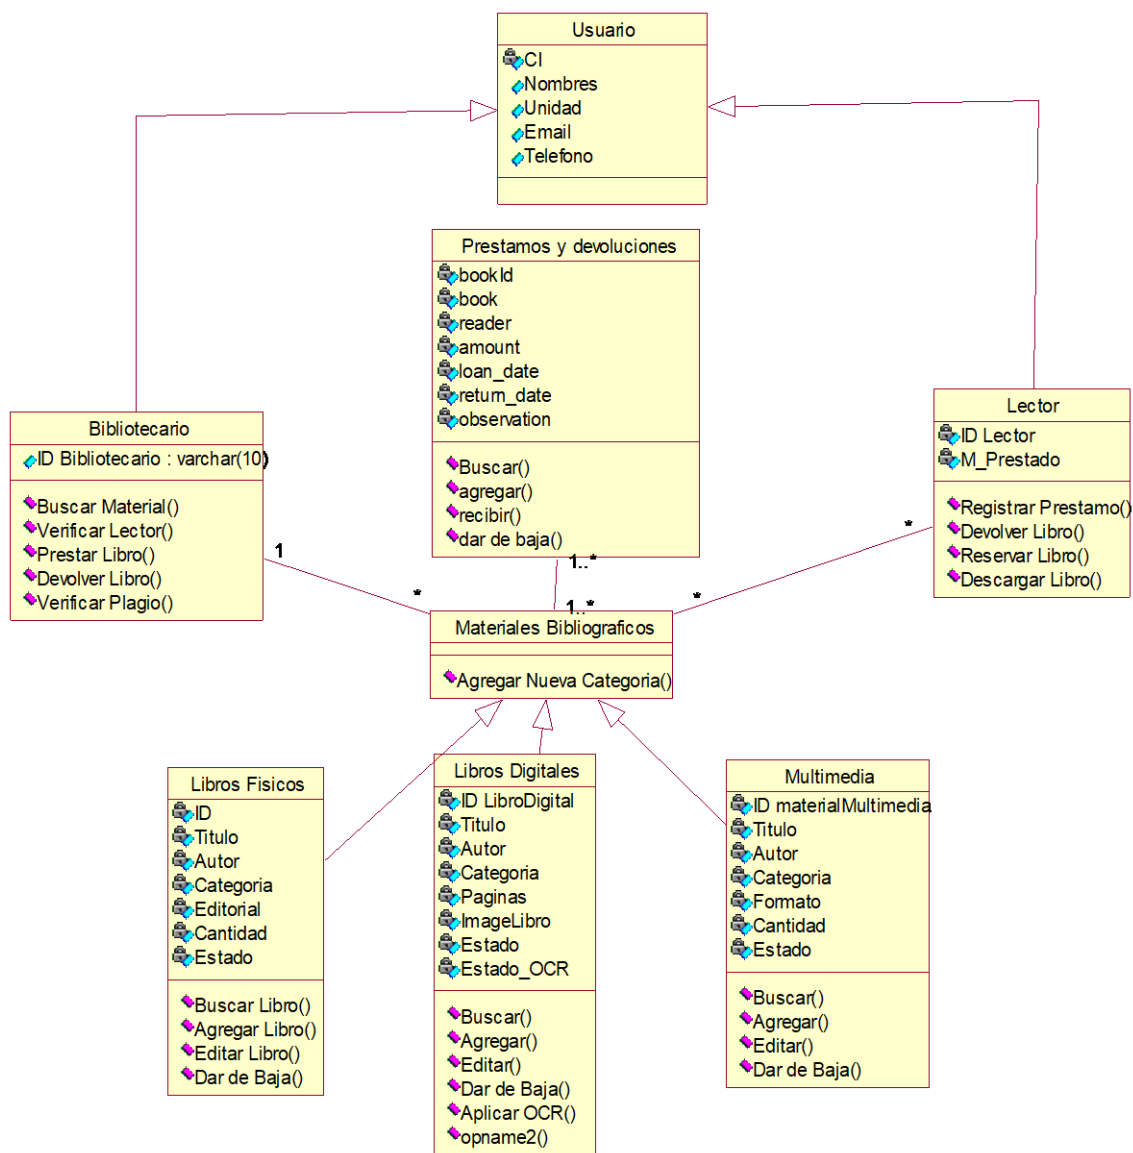 Usuario
CI
Nombres
Unidad
Email
Telefono
Prestamos y devoluciones
bookId
book
reader
amount
loan_date
return_date
observation
Buscar()
agregar()
recibir()
dar de baja()
Bibliotecario
ID Bibliotecario : varchar(10)
Buscar Material()
Verificar Lector()
Prestar Libro()
Devolver Libro()
Verificar Plagio()
Lector
ID Lector
M_Prestado
Registrar Prestamo()
Devolver Libro()
Reservar Libro()
Descargar Libro()
1
*
1..*
1..*
*
*
Materiales Bibliograficos
Agregar Nueva Categoria()
Libros Fisicos
ID
Titulo
Autor
Categoria
Editorial
Cantidad
Estado
Buscar Libro()
Agregar Libro()
Editar Libro()
Dar de Baja()
Libros Digitales
ID LibroDigital
Titulo
Autor
Categoria
Paginas
ImageLibro
Estado
Estado_OCR
Buscar()
Agregar()
Editar()
Dar de Baja()
Aplicar OCR()
opname2()
Multimedia
ID materialMultimedia
Titulo
Autor
Categoria
Formato
Cantidad
Estado
Buscar()
Agregar()
Editar()
Dar de Baja()